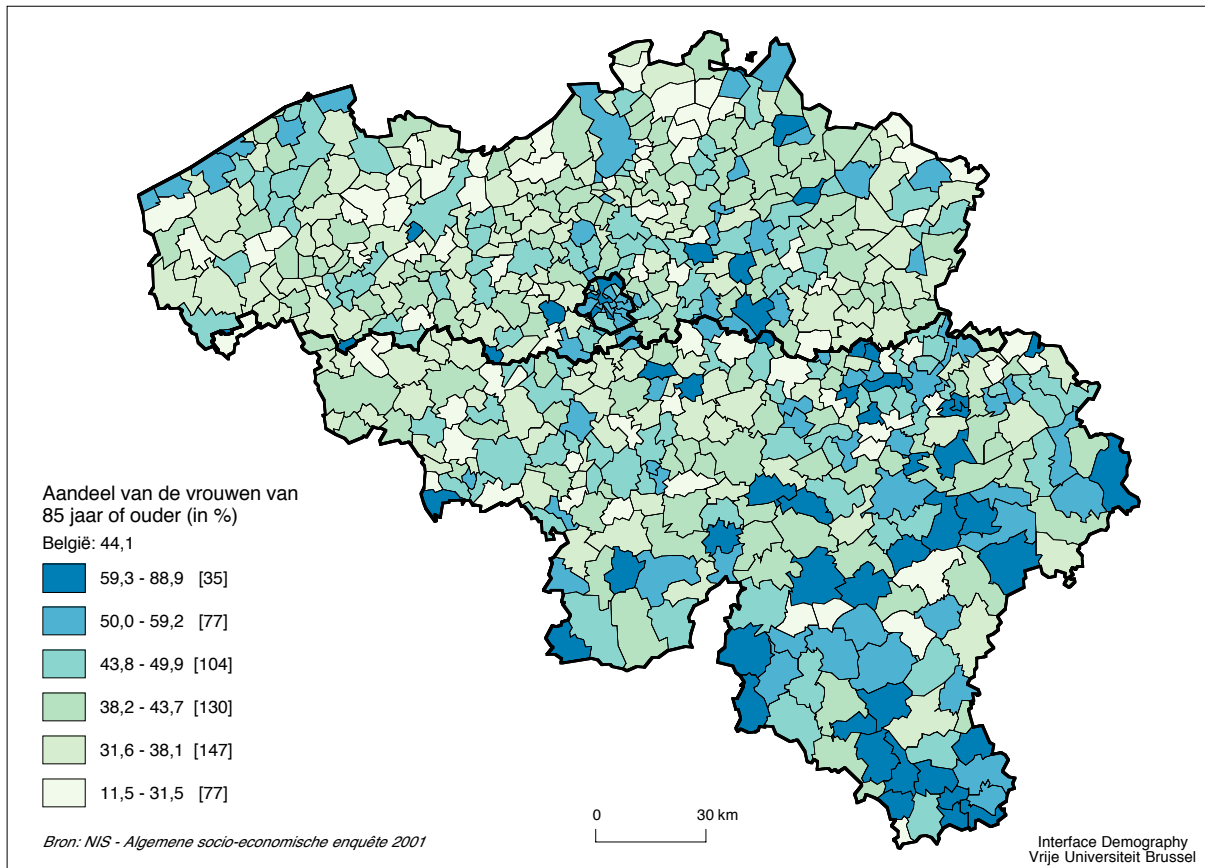 Aandeel van de vrouwen van
85 jaar of ouder (in %)
België: 44,1
59,3 - 88,9 [35]
50,0 - 59,2 [77]
43,8 - 49,9 [104]
38,2 - 43,7 [130]
31,6 - 38,1 [147]
11,5 - 31,5 [77]
0 30 km
Bron: NIS - Algemene socio-economische enquête 2001
Interface Demography
Vrije Universiteit Brussel